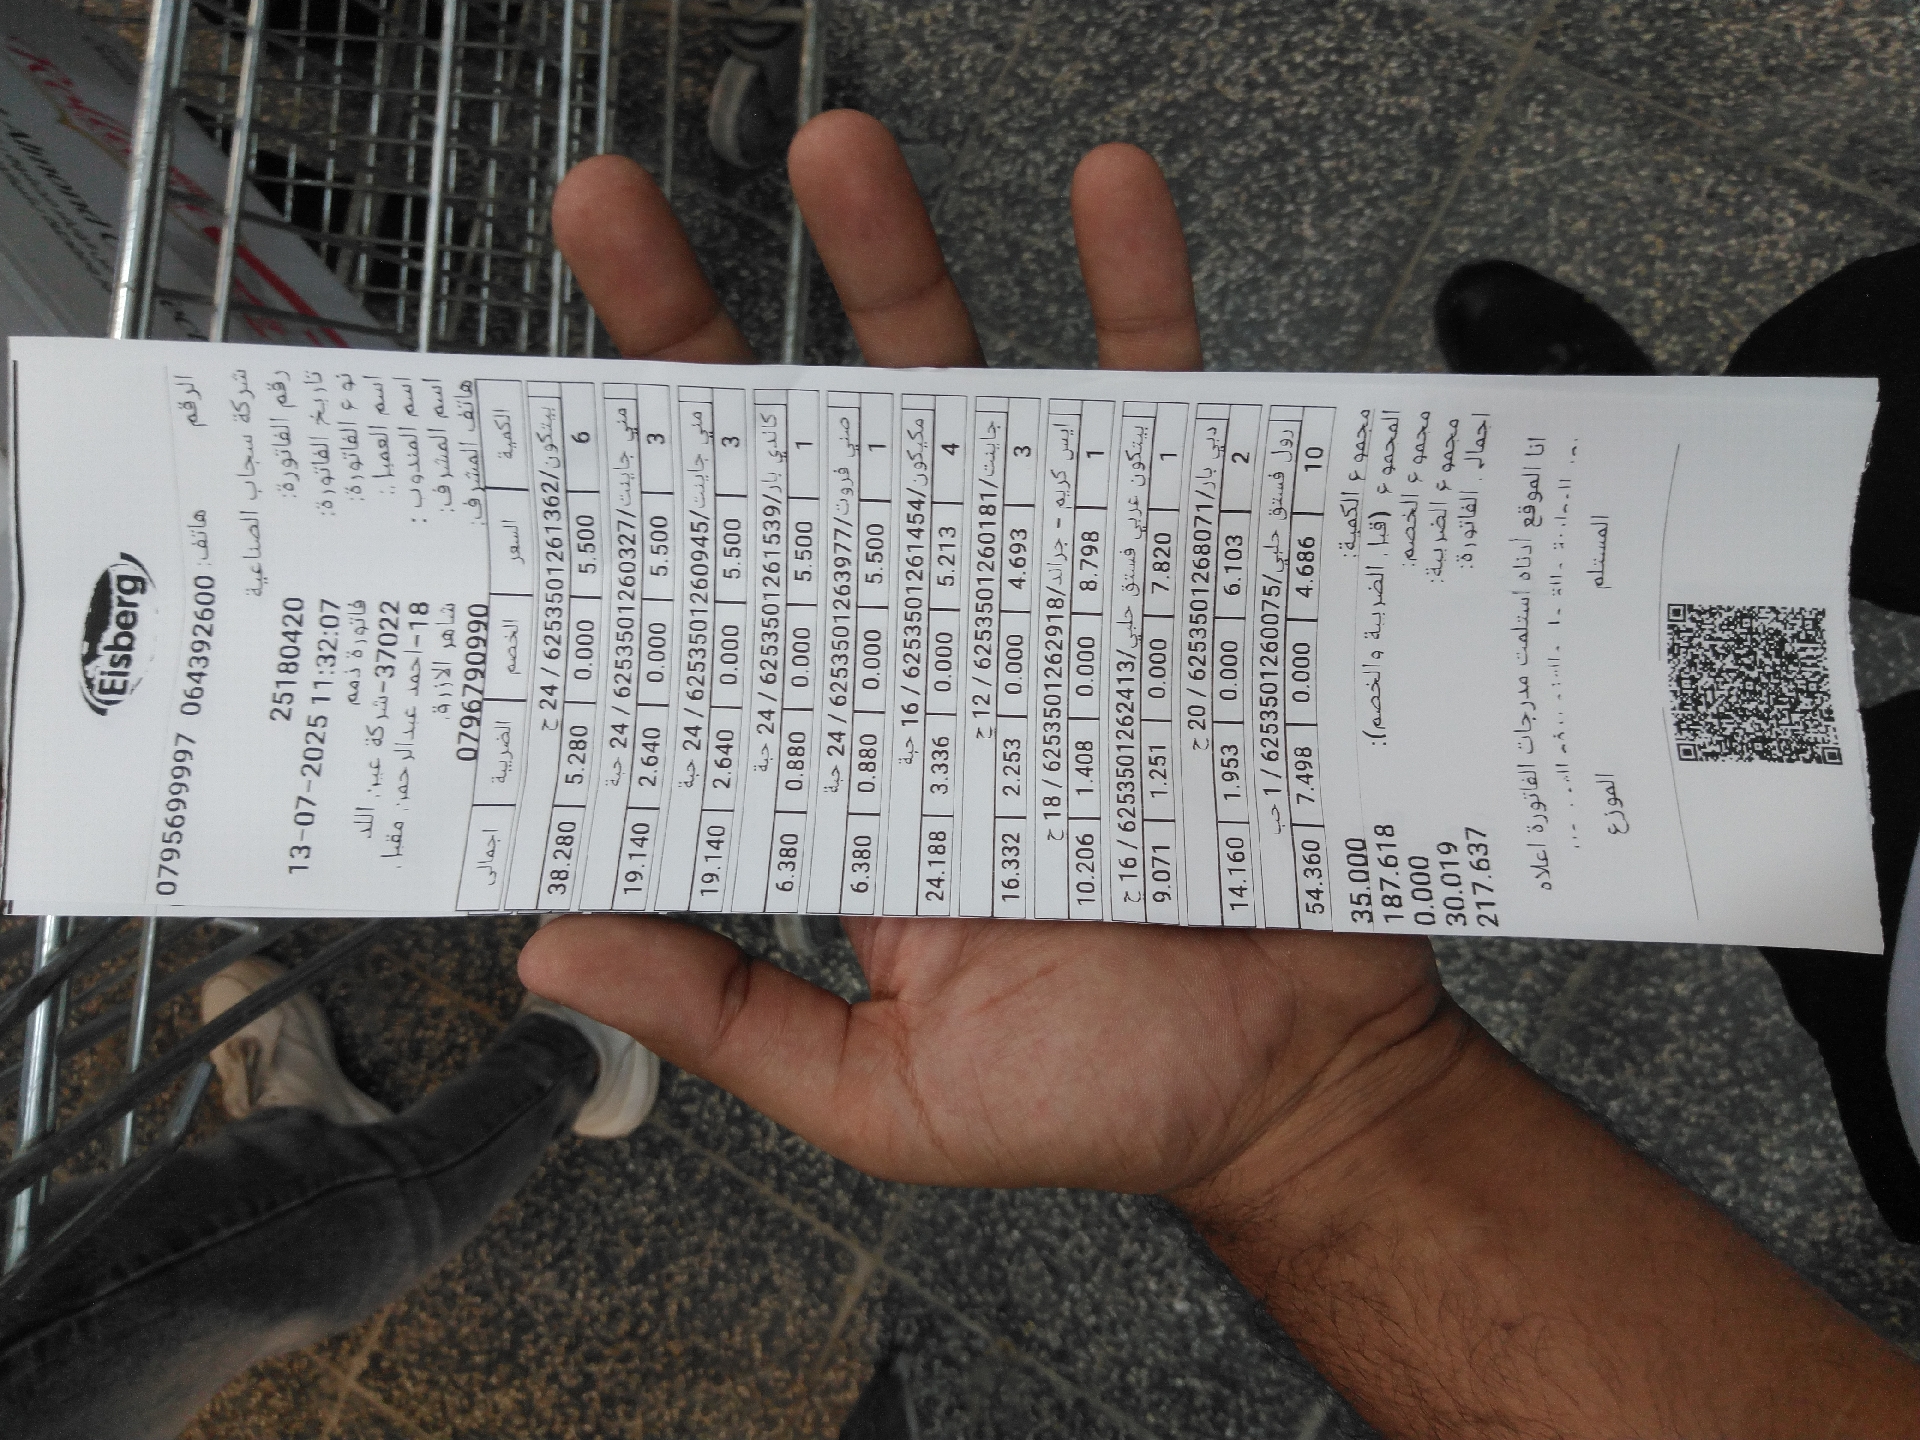 Eisberg
الرقم هاتف: 0643926000 0795699997
شركة سحاب الصناعية
رقم الفاتورة: 25180420
تاريخ الفاتورة: 13-07-2025 11:32:07
نوع الفاتورة: فاتورة ذمم
اسم العميل: 37022-شركة عبيد الله
اسم المندوب: 18-احمد عبدالرحمن مقبل
اسم المشرف: شاهر الازرق
هاتف المشرف: 0796790990
الكمية السعر الخصم الضريبة اجمالي
بيتكون/6253501261362 / 24 ح
6 5.500 0.000 5.280 38.280
مني جاينت/6253501260327 / 24 حبة
3 5.500 0.000 2.640 19.140
مني جاينت/6253501260945 / 24 حبة
3 5.500 0.000 2.640 19.140
كاندي بار/6253501261539 / 24 حبة
1 5.500 0.000 0.880 6.380
صني فروت/6253501263977 / 24 حبة
1 5.500 0.000 0.880 6.380
مكيكون/6253501261454 / 16 حبة
4 5.213 0.000 3.336 24.188
جاينت/6253501260181 / 12 ح
3 4.693 0.000 2.253 16.332
ايس كريم - جراند/6253501262918 / 18 ح
1 8.798 0.000 1.408 10.206
بيتكون عربي فستق حلبي/6253501262413 / 16 ح
1 7.820 0.000 1.251 9.071
دبي بار/6253501268071 / 20 ح
2 6.103 0.000 1.953 14.160
رول فستق حلبي/6253501260075 / 1 حب
10 4.686 0.000 7.498 54.360
مجموع الكمية: 35.000
المجموع (قبل الضريبة والخصم): 187.618
مجموع الخصم: 0.000
مجموع الضريبة: 30.019
اجمالي الفاتورة: 217.637
انا الموقع ادناه استلمت مدرجات الفاتورة اعلاه
المستلم الموزع
Almond